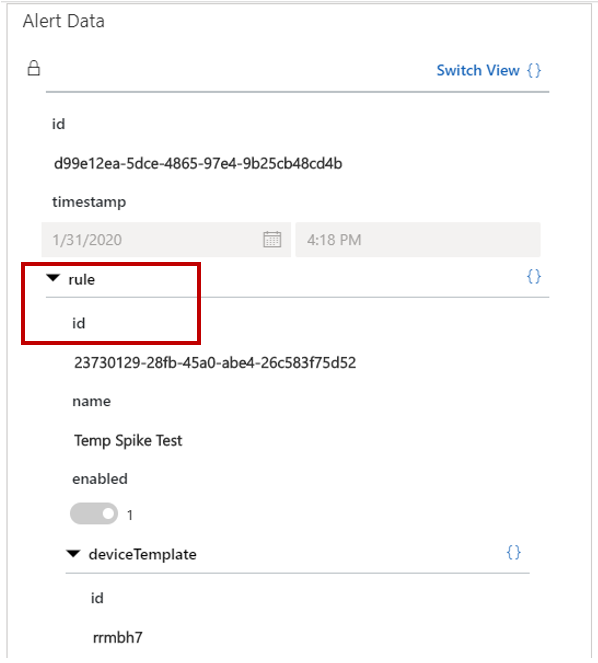 Alert Data
Switch View {}
id
d99e12ea-5dce-4865-97e4-9b25cb48cd4b
timestamp
1/31/2020 4:18 PM
rule {}
id
23730129-28fb-45a0-abe4-26c583f75d52
name
Temp Spike Test
enabled
1
deviceTemplate {}
id
rrmbh7